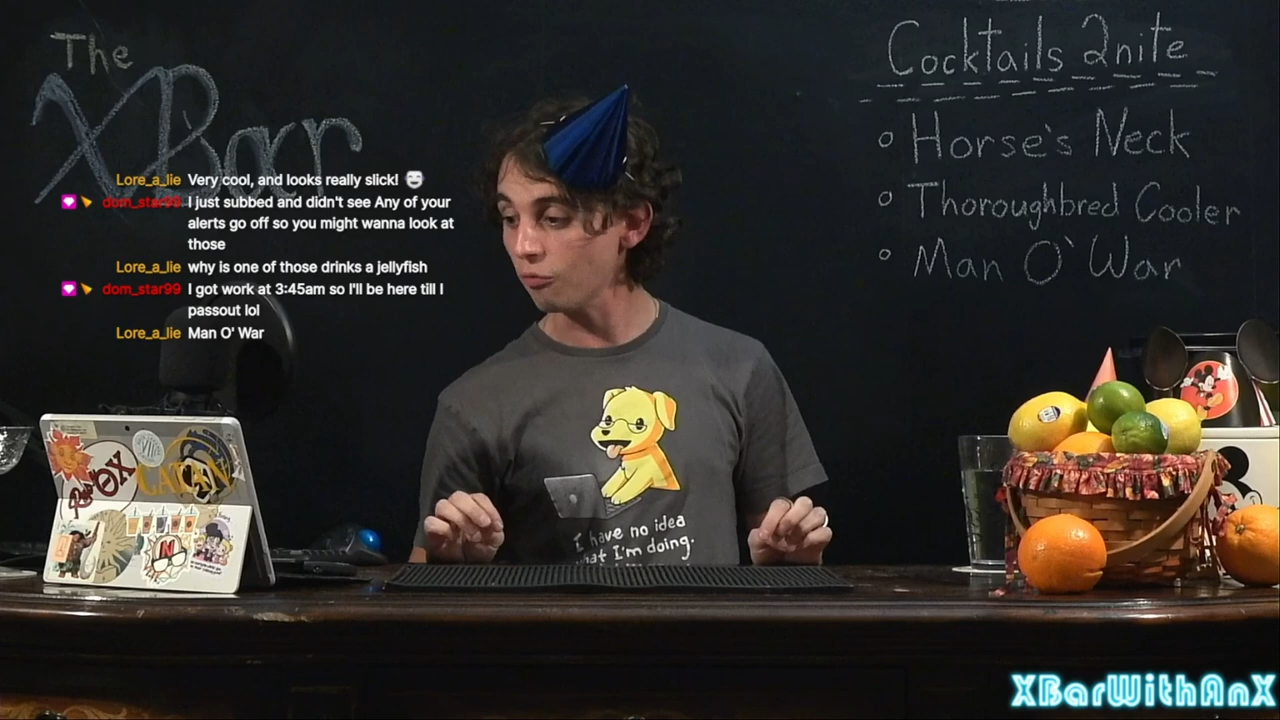 The
XBar
Cocktails 2nite
Horse's Neck
Thoroughbred Cooler
Man O' War
Lore_a_lie Very cool, and looks really slick!
dom_star99 I just subbed and didn't see Any of your
alerts go off so you might wanna look at
those
Lore_a_lie why is one of those drinks a jellyfish
dom_star99 I got work at 3:45am so I'll be here till I
passout lol
Lore_a_lie Man O' War
I have no idea
what I'm doing.
XBarWithAnX